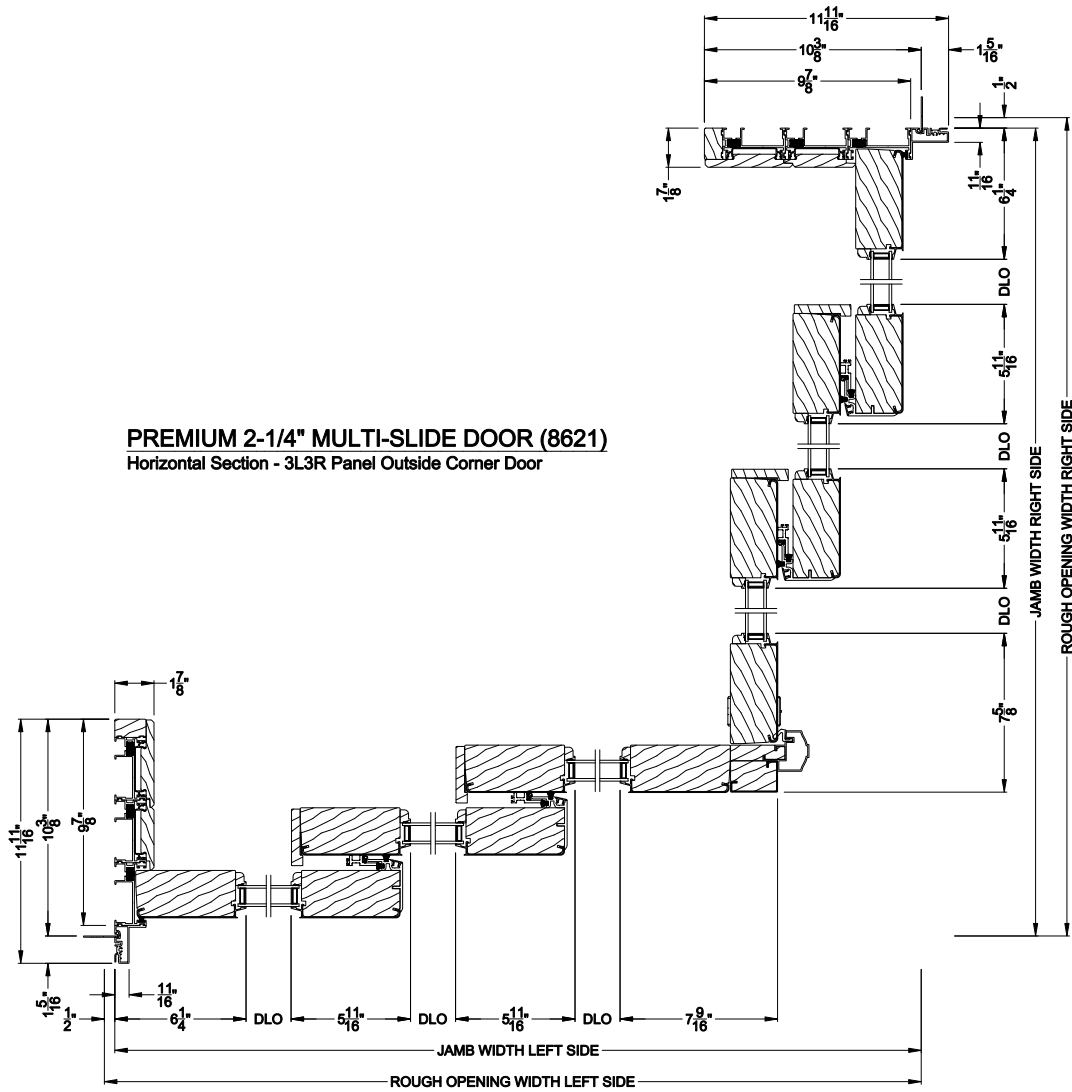 11 11/16"
10 3/8"
1 5/16"
9 7/8"
1/2
1 7/8"
11/16
6 1/4"
DLO
5 11/16"
DLO
5 11/16"
DLO
7 5/8"
JAMB WIDTH RIGHT SIDE
ROUGH OPENING WIDTH RIGHT SIDE
PREMIUM 2-1/4" MULTI-SLIDE DOOR (8621)
Horizontal Section - 3L3R Panel Outside Corner Door
1 7/8"
11 11/16"
10 3/8"
9 7/8"
1 5/16"
1/2"
11/16"
6 1/4"
DLO
5 11/16"
DLO
5 11/16"
DLO
7 9/16"
JAMB WIDTH LEFT SIDE
ROUGH OPENING WIDTH LEFT SIDE